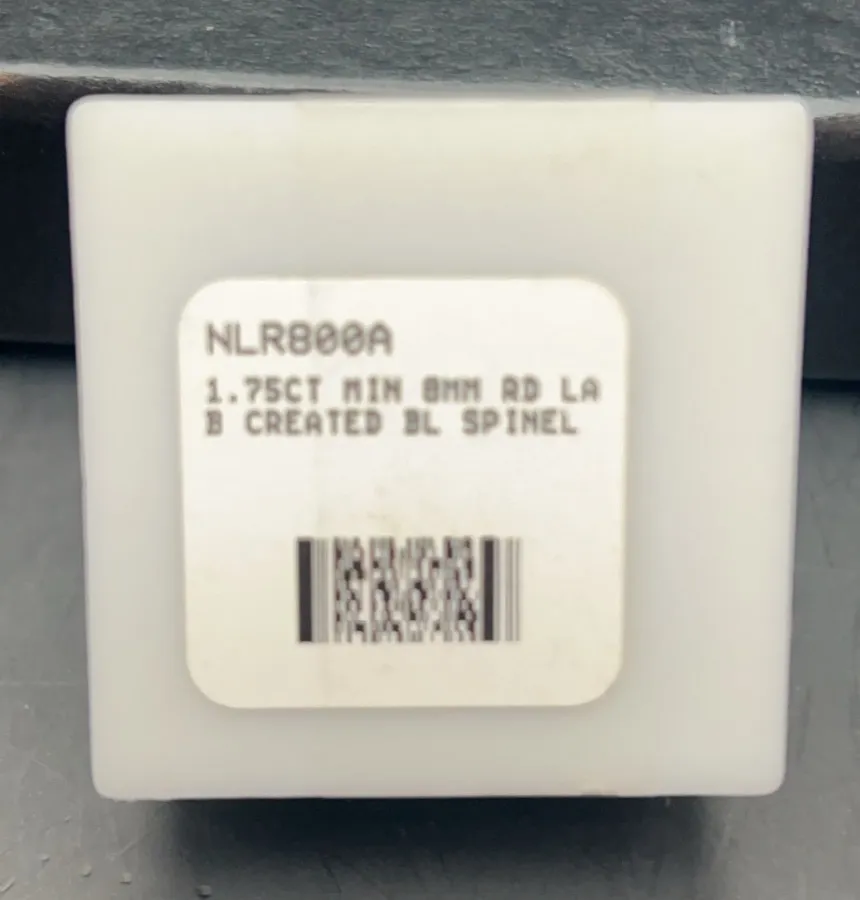 NLR800A
1.75CT MIN 8MM RD LA
B CREATED BL SPINEL